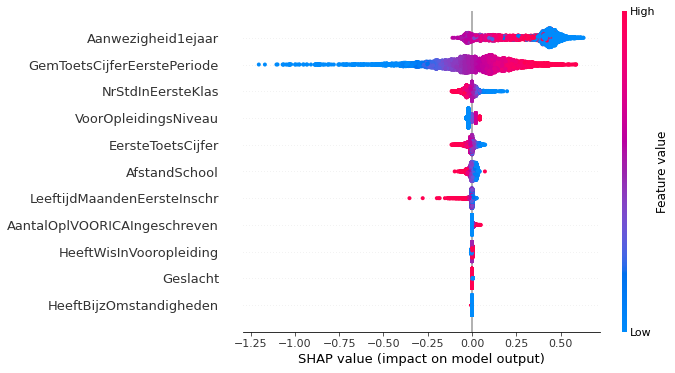 High
Aanwezigheid1ejaar
GemToetsCijferEerstePeriode
NrStdInEersteKlas
VoorOpleidingsNiveau
EersteToetsCijfer
AfstandSchool
LeeftijdMaandenEersteInschr
AantalOplVOORICAIngeschreven
HeeftWisInVooropleiding
Geslacht
HeeftBijzOmstandigheden
Feature value
Low
−1.25 −1.00 −0.75 −0.50 −0.25 0.00 0.25 0.50
SHAP value (impact on model output)